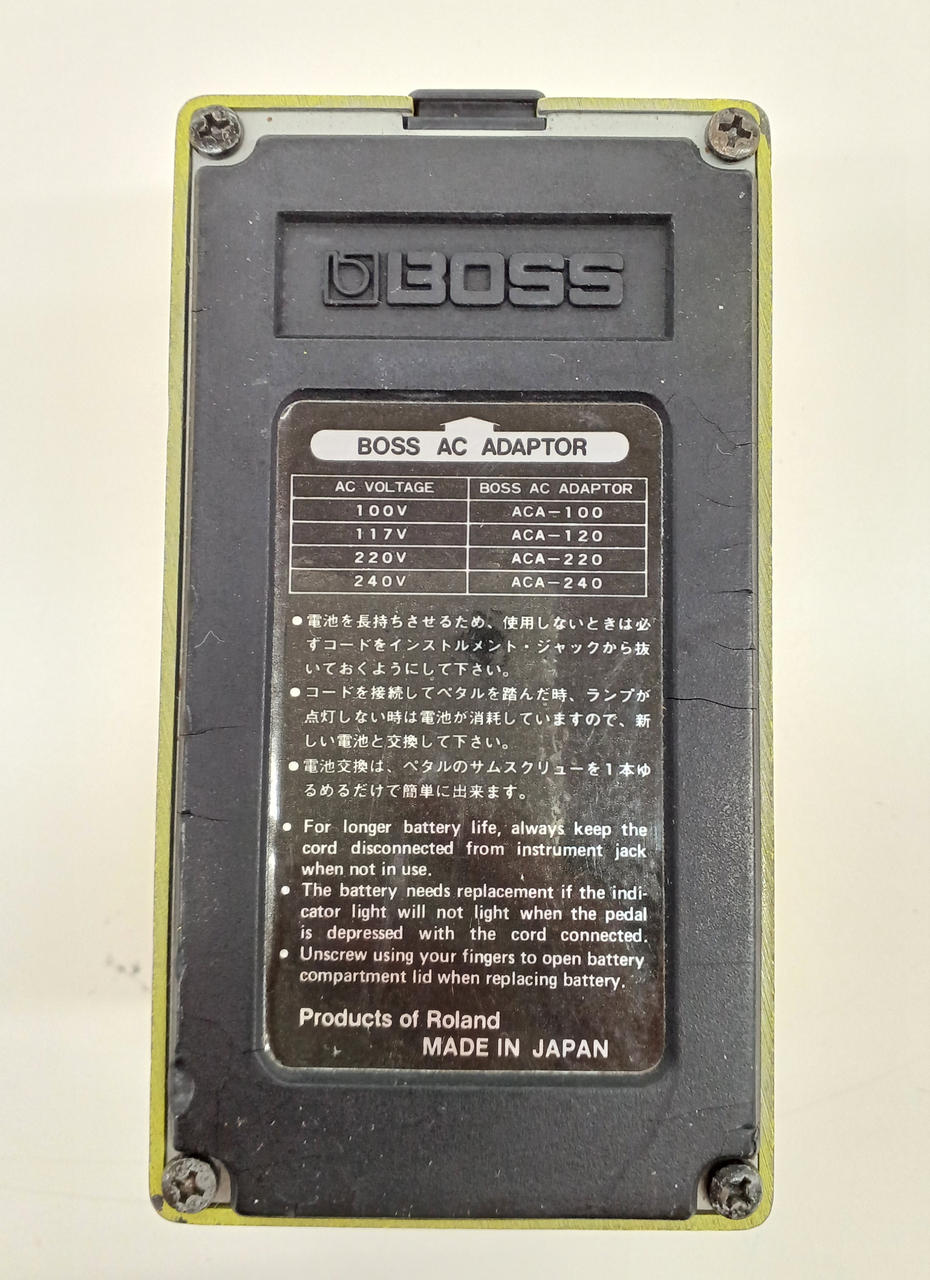 BOSS
BOSS AC ADAPTOR
AC VOLTAGE BOSS AC ADAPTOR
100V ACA-100
117V ACA-120
220V ACA-220
240V ACA-240
●電池を長持ちさせるため、使用しないときは必
ずコードをインストルメント・ジャックから抜
いておくようにして下さい。
●コードを接続してペタルを踏んだ時、ランプが
点灯しない時は電池が消耗していますので、新
しい電池と交換して下さい。
●電池交換は、ペタルのサムスクリューを1本ゆ
るめるだけで簡単に出来ます。
● For longer battery life, always keep the
cord disconnected from instrument jack
when not in use.
● The battery needs replacement if the indi-
cator light will not light when the pedal
is depressed with the cord connected.
● Unscrew using your fingers to open battery
compartment lid when replacing battery.
Products of Roland
MADE IN JAPAN